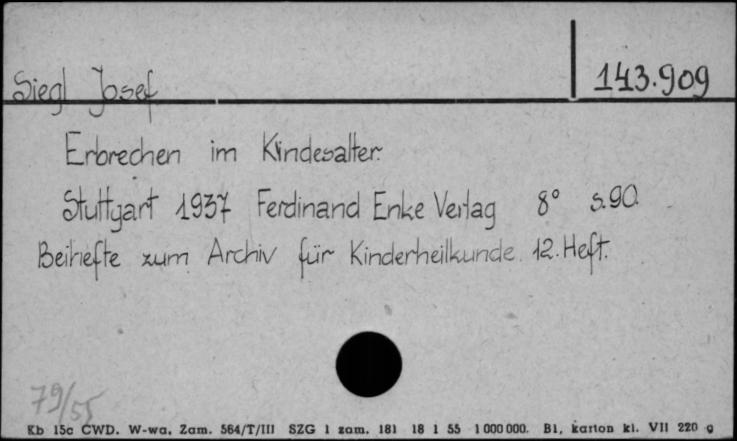 Siegl Josef
143.909
Erbrechen im Kindesalter.
Stuttgart 1937 Ferdinand Enke Verlag 8° s.90.
Beihefte zum Archiv für Kinderheilkunde. 12. Heft.
79/55
Kb 15c CWD. W-wa, Zam. 564/T/III SZG 1 zam. 181 18 1 55 1 000 000. B1, karton kl. VII 220 g